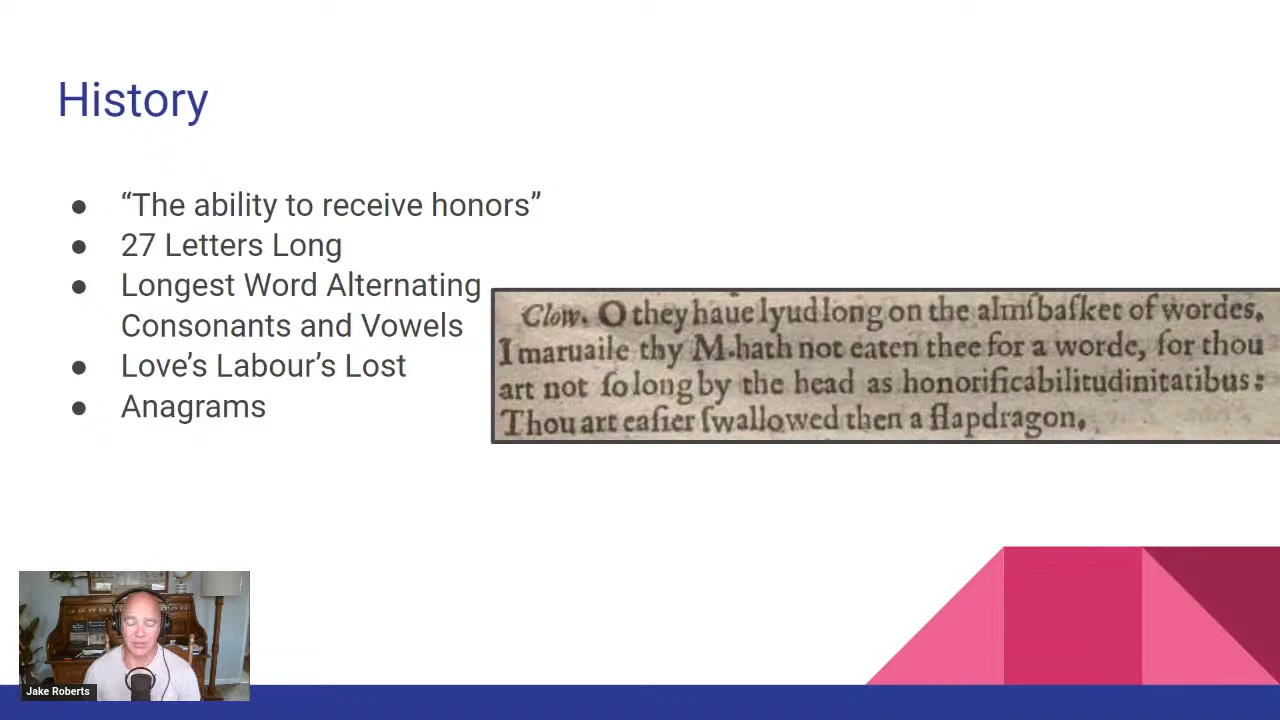 History
● “The ability to receive honors”
● 27 Letters Long
● Longest Word Alternating
Consonants and Vowels
● Love’s Labour’s Lost
● Anagrams
Clow. O they haue lyud long on the almſbaſket of wordes,
I maruaile thy M. hath not eaten thee for a worde, for thou
art not ſo long by the head as honorificabilitudinitatibus:
Thou art eaſier ſwallowed then a flapdragon.
Jake Roberts